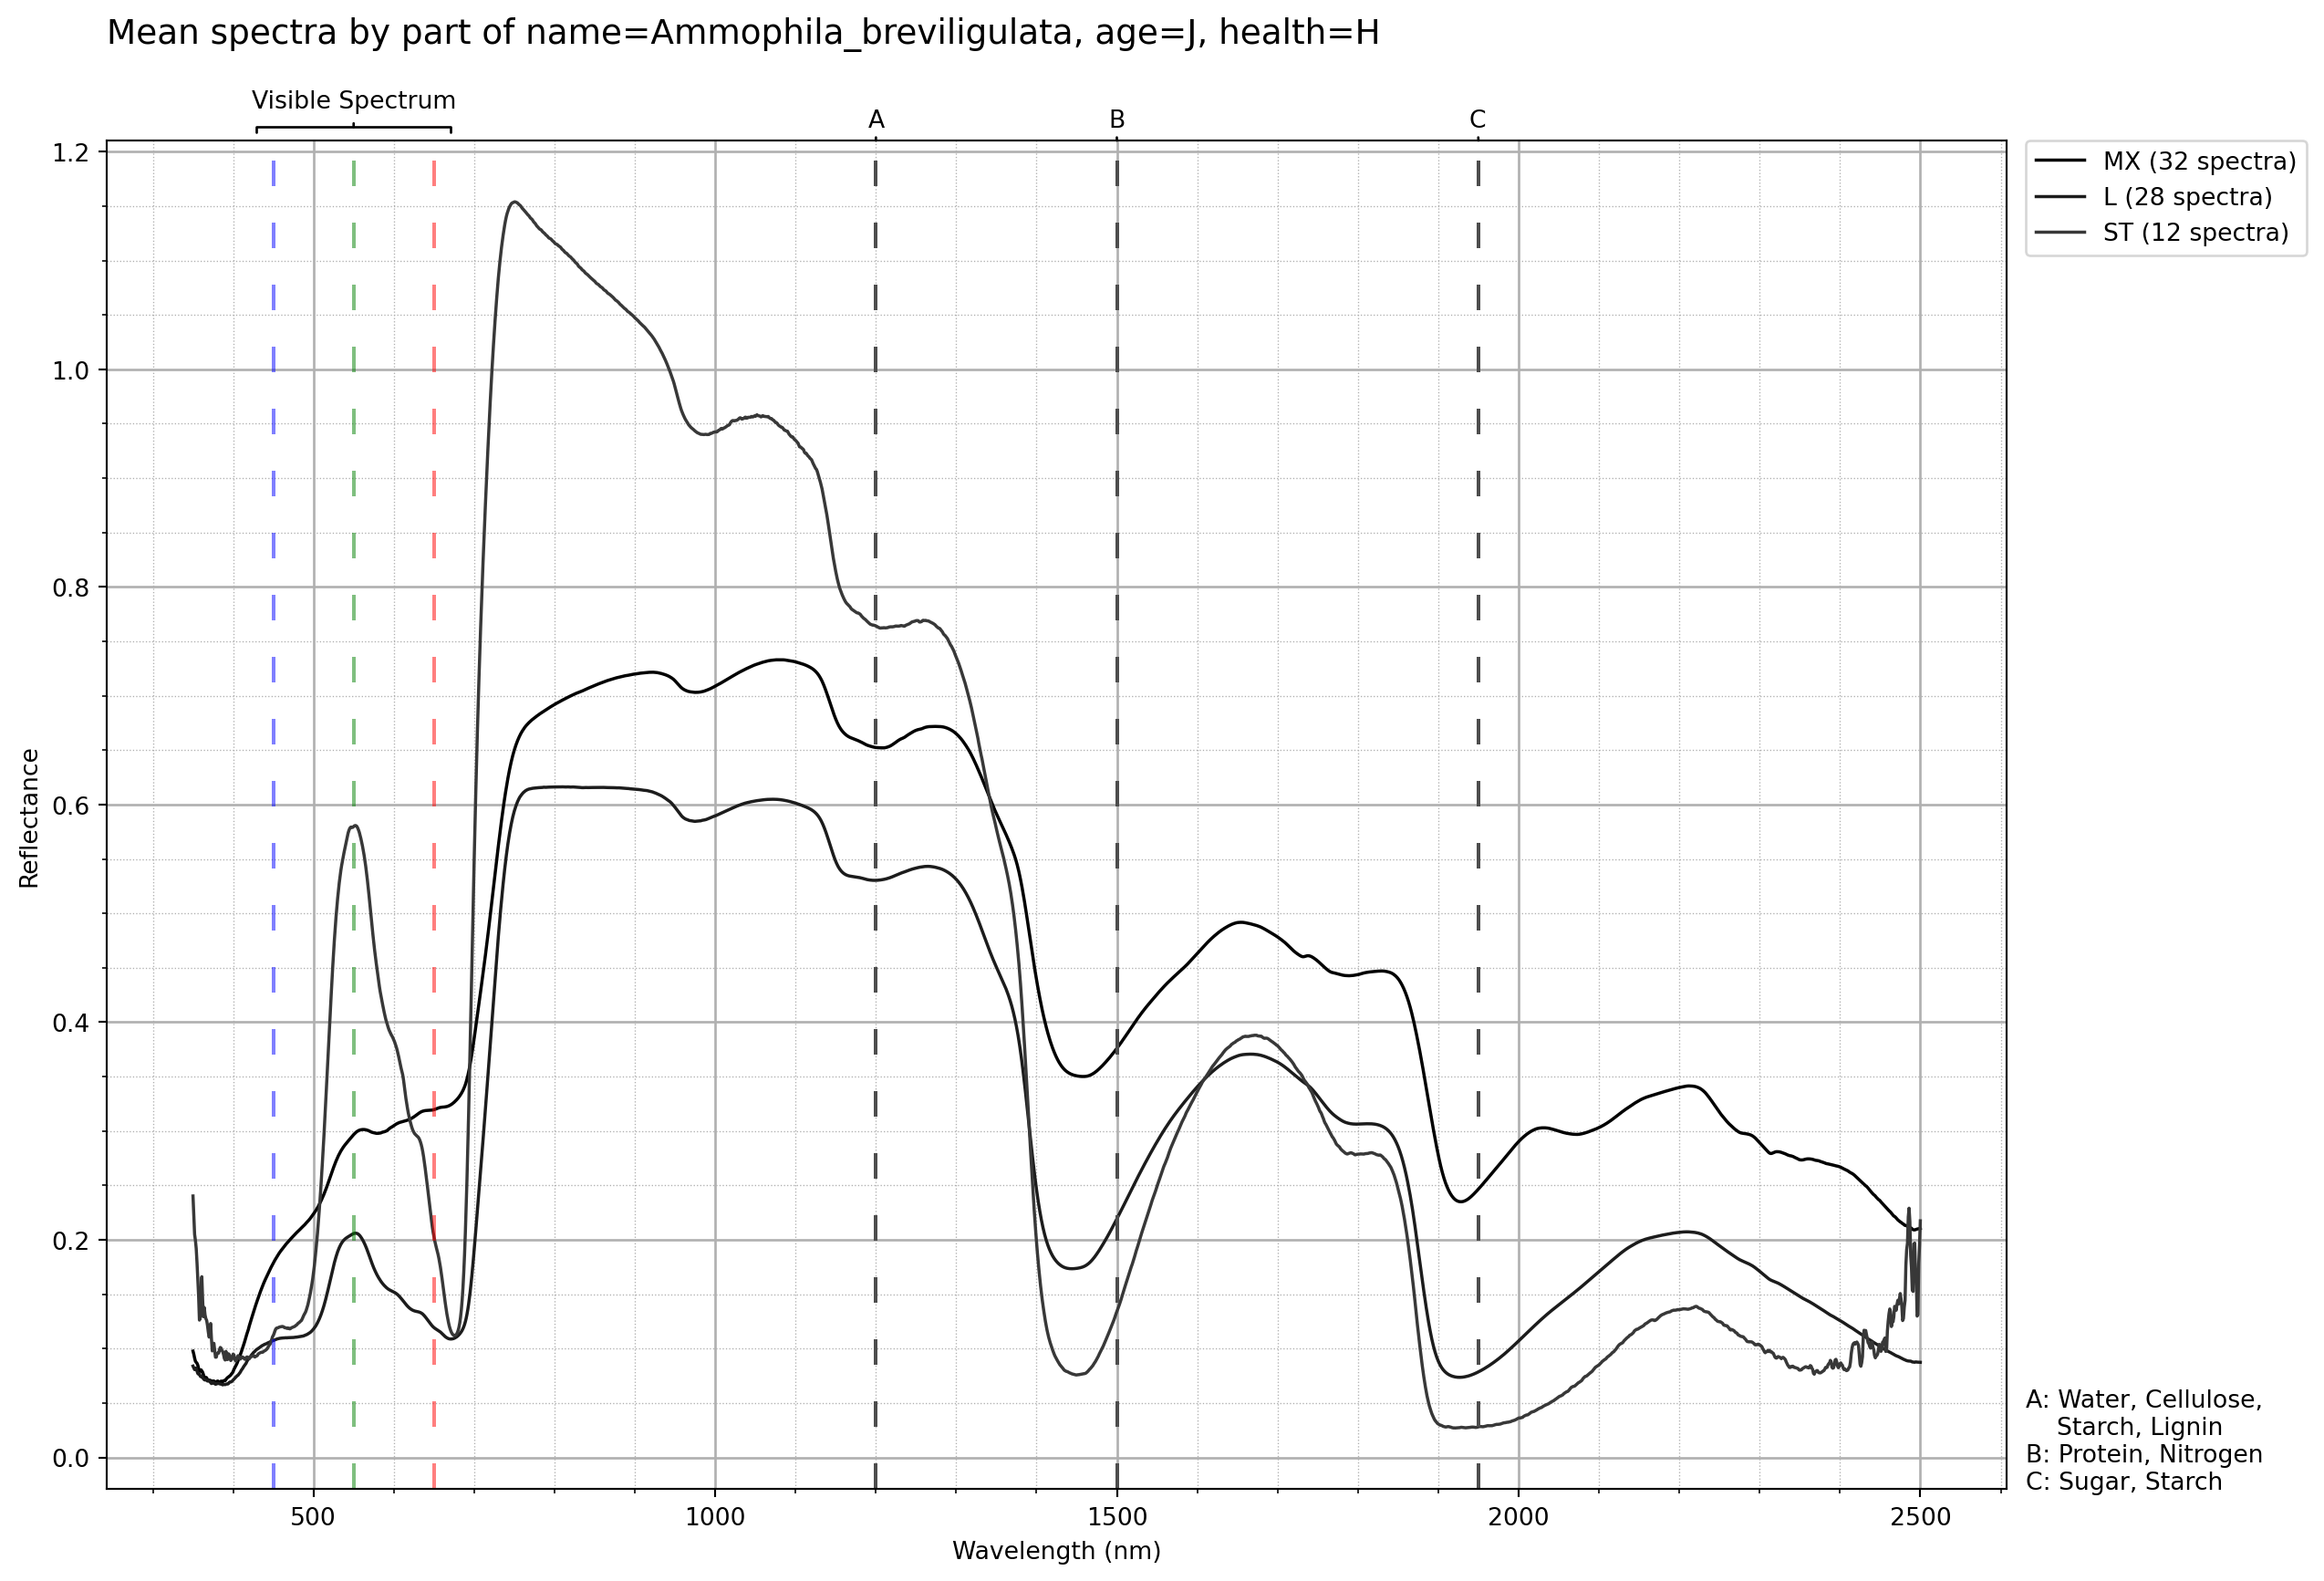 Mean spectra by part of name=Ammophila_breviligulata, age=J, health=H
Visible Spectrum
A
B
C
1.2
1.0
0.8
0.6
0.4
0.2
0.0
Reflectance
500
1000
1500
2000
2500
Wavelength (nm)
MX (32 spectra)
L (28 spectra)
ST (12 spectra)
A: Water, Cellulose,
Starch, Lignin
B: Protein, Nitrogen
C: Sugar, Starch